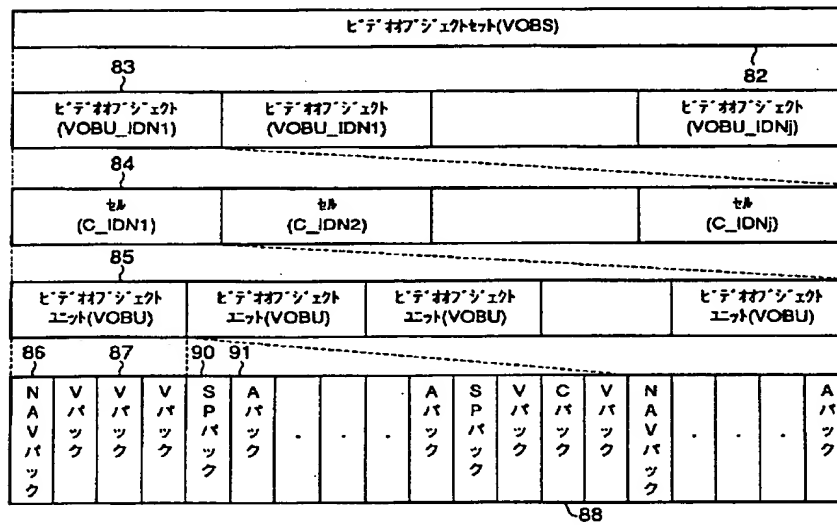 ビデオオブジェクトセット(VOBS)
83
82
ビデオオブジェクト
(VOBU_IDN1)
ビデオオブジェクト
(VOBU_IDN1)
ビデオオブジェクト
(VOBU_IDNj)
84
セル
(C_IDN1)
セル
(C_IDN2)
セル
(C_IDNj)
85
ビデオオブジェクト
ユニット(VOBU)
ビデオオブジェクト
ユニット(VOBU)
ビデオオブジェクト
ユニット(VOBU)
ビデオオブジェクト
ユニット(VOBU)
86
87
90
91
NAVパック
Vパック
Vパック
Vパック
SPパック
Aパック
・
・
・
Aパック
SPパック
Vパック
Cパック
Vパック
NAVパック
・
・
・
Aパック
88